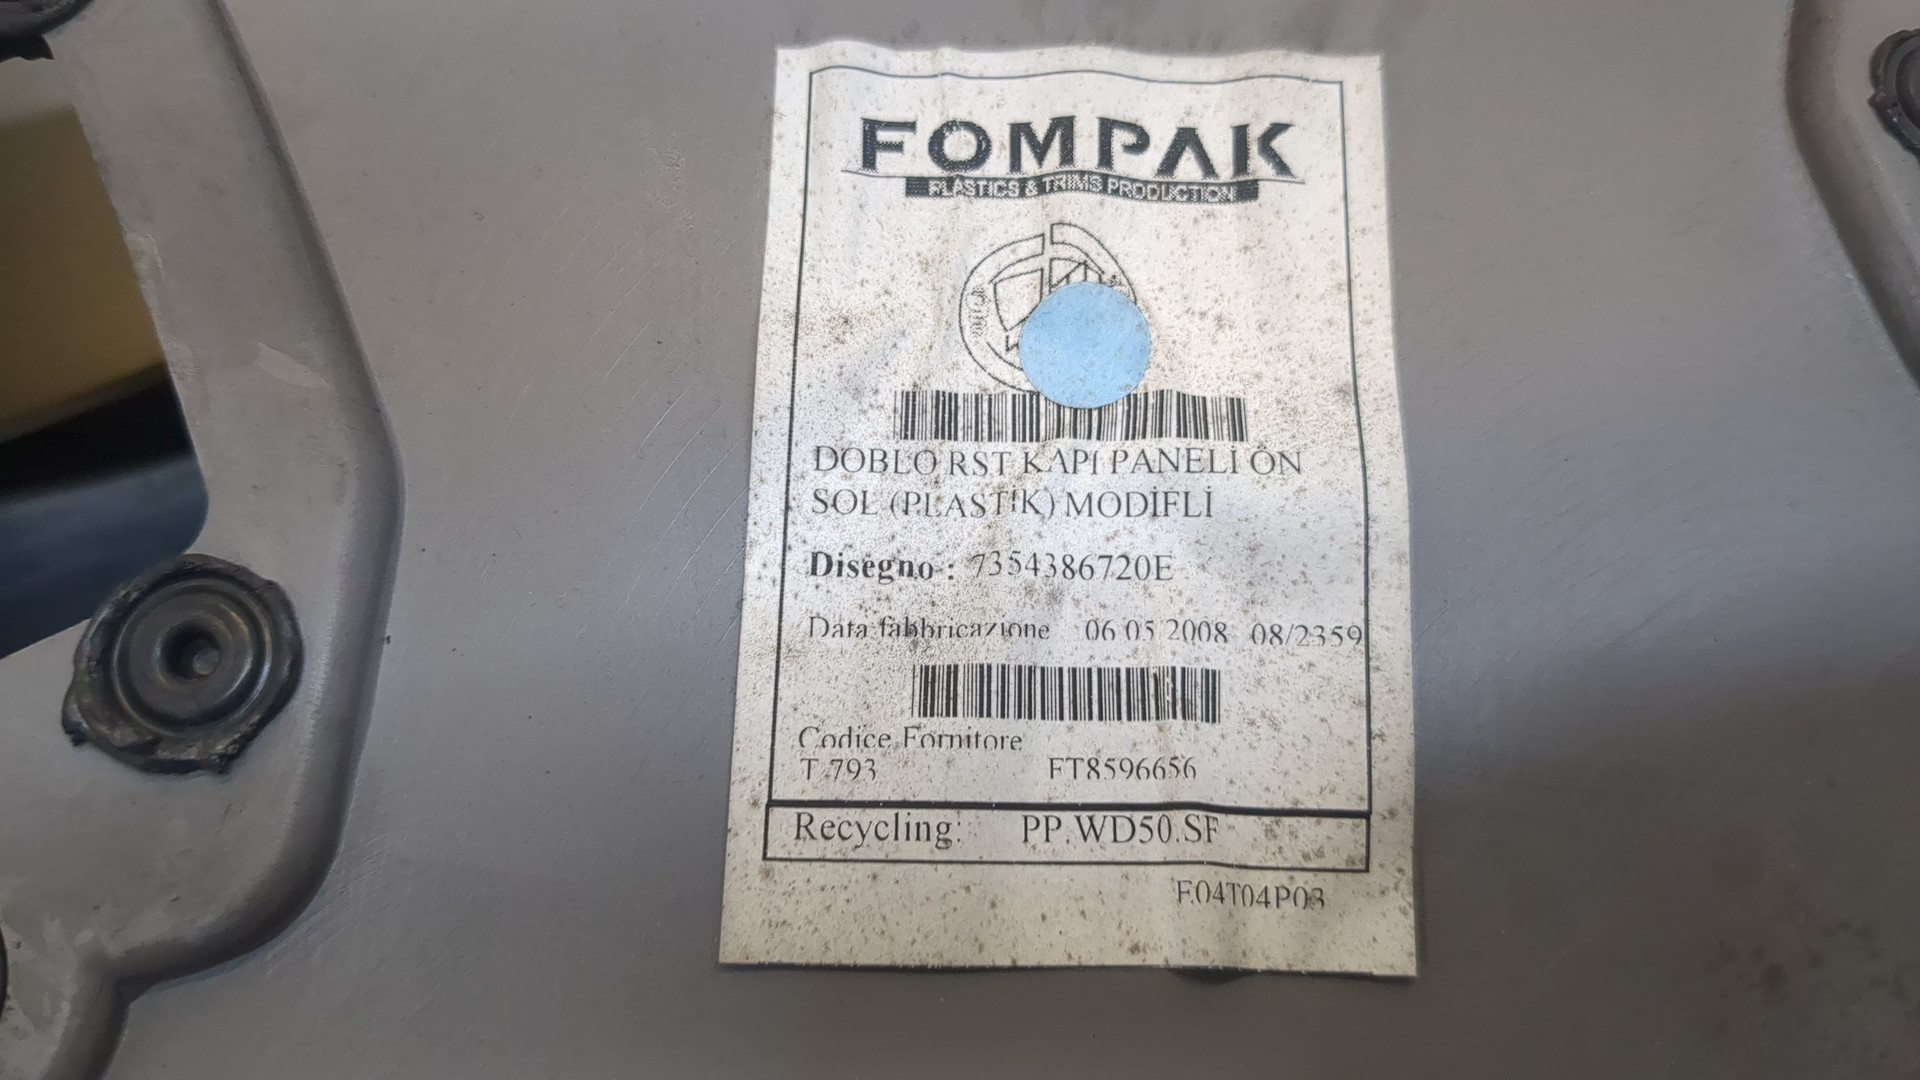 FOMPAK
PLASTICS & TRIMS PRODUCTION
DOBLO RST KAPI PANELİ ÖN
SOL (PLASTİK) MODİFLİ
Disegno : 7354386720E
Data fabbricazione 06 05 2008 08/2359
Codice Fornitore
T 793 FT8596656
Recycling: PP.WD50.SF
F.04T04P03